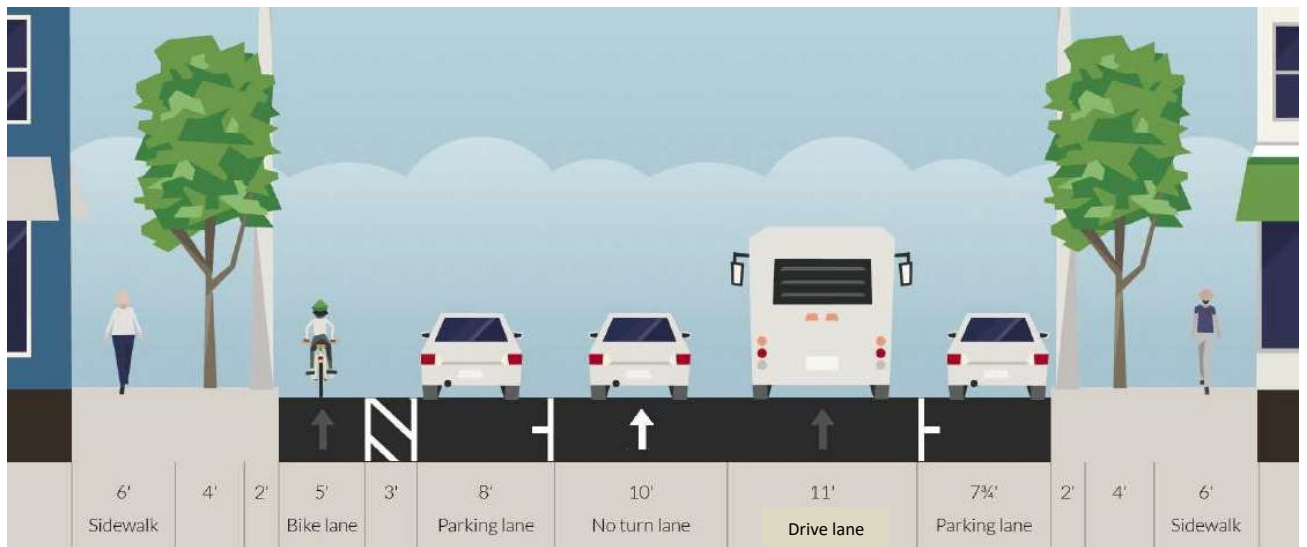 6' 4' 2' 5' 3' 8' 10' 11' 7¾' 2' 4' 6'
Sidewalk Bike lane Parking lane No turn lane Drive lane Parking lane Sidewalk